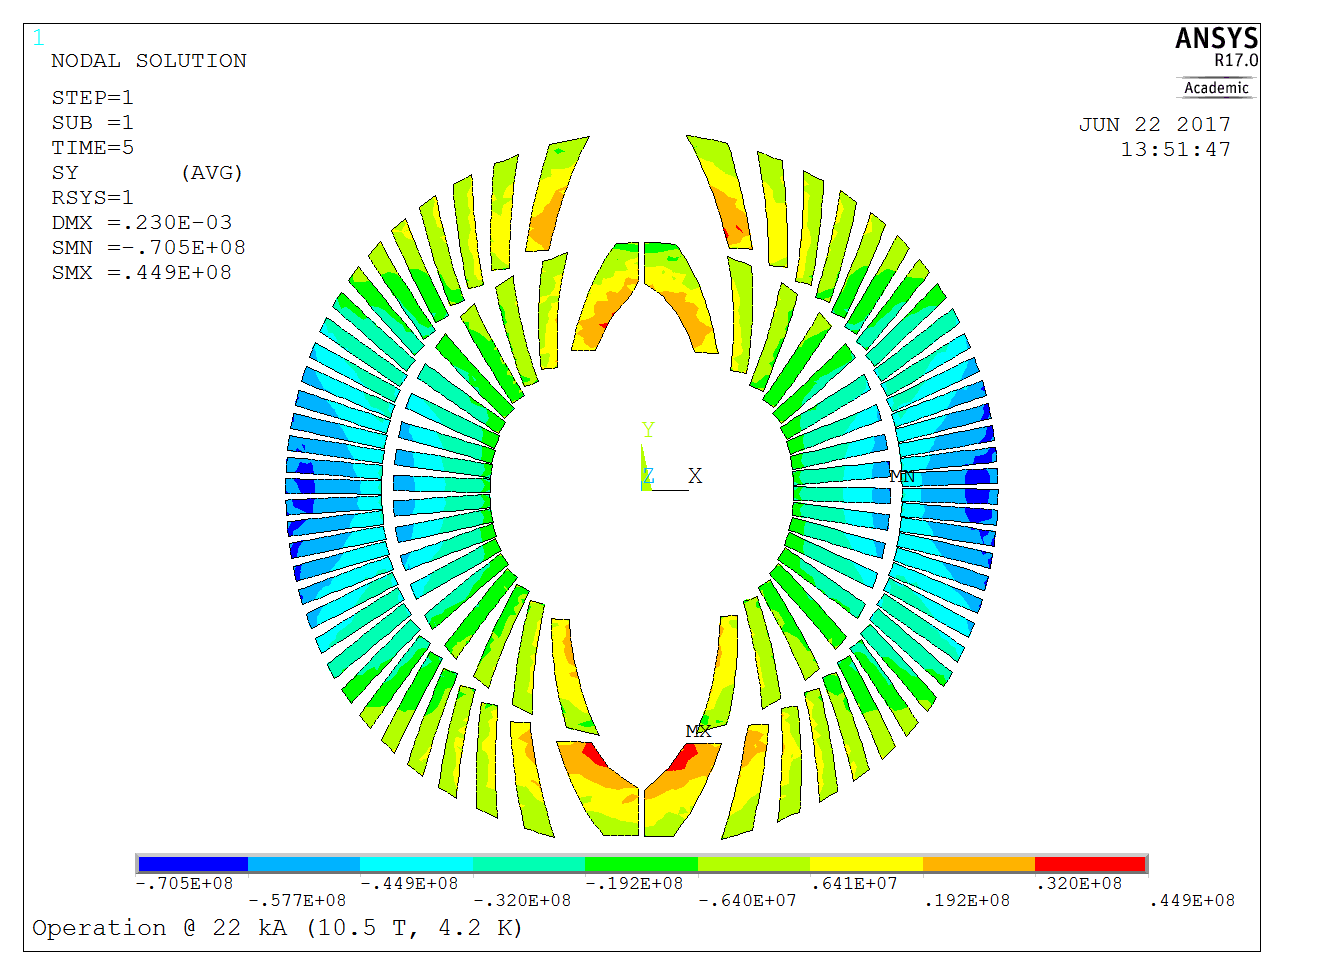 1
ANSYS
R17.0
Academic
NODAL SOLUTION
STEP=1
SUB =1
TIME=5
SY (AVG)
RSYS=1
DMX =.230E-03
SMN =-.705E+08
SMX =.449E+08
JUN 22 2017
13:51:47
Y
Z X
MN
MX
-.705E+08 -.449E+08 -.192E+08 .641E+07 .320E+08
-.577E+08 -.320E+08 -.640E+07 .192E+08 .449E+08
Operation @ 22 kA (10.5 T, 4.2 K)